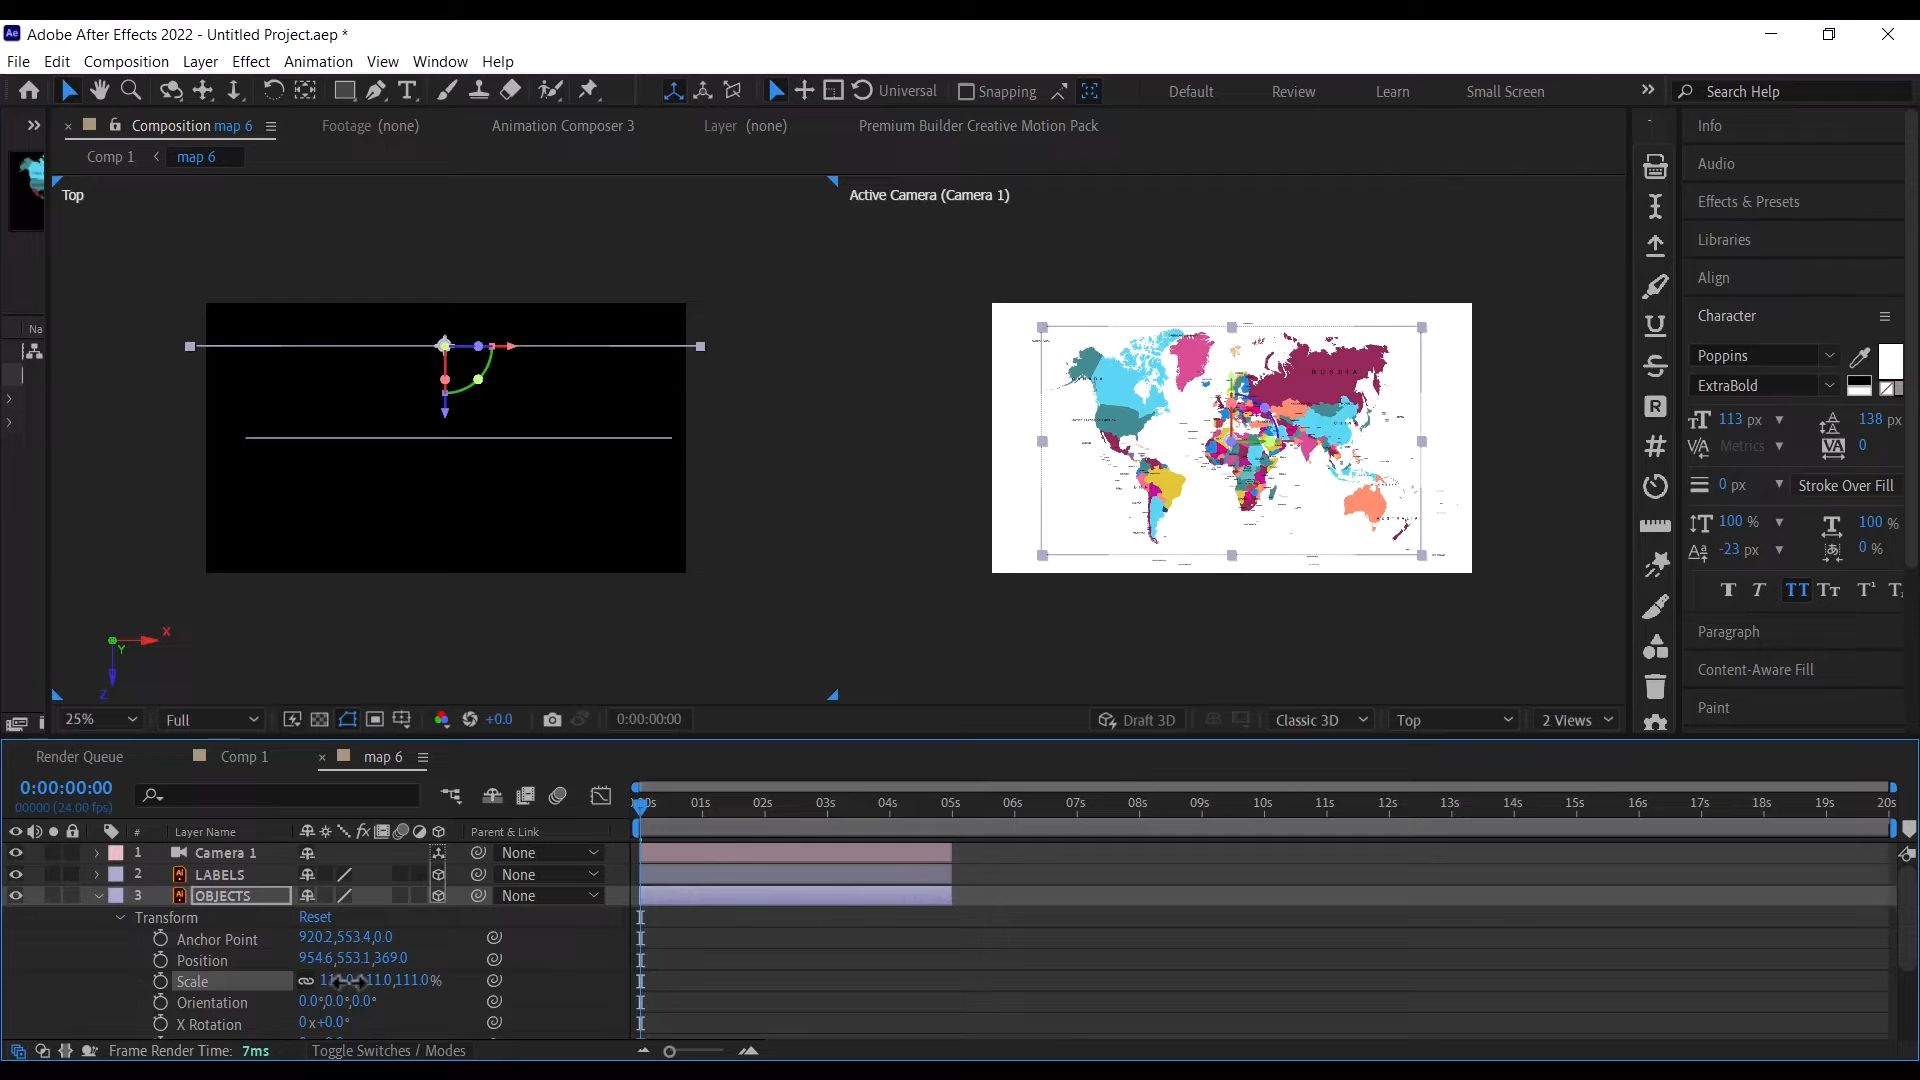 Adobe After Effects 2022 - Untitled Project.aep *
File Edit Composition Layer Effect Animation View Window Help
Universal Snapping Default Review Learn Small Screen Search Help
Composition map 6 Footage (none) Animation Composer 3 Layer (none) Premium Builder Creative Motion Pack
Comp 1 map 6
Top
Active Camera (Camera 1)
RUSSIA
X
Y
Z
Na
25% Full +0.0 0:00:00:00 Draft 3D Classic 3D Top 2 Views
Info
Audio
Effects & Presets
Libraries
Align
Character
Poppins
ExtraBold
113 px 138 px
Metrics 0
0 px Stroke Over Fill
100 % 100 %
-23 px 0 %
Paragraph
Content-Aware Fill
Paint
Render Queue Comp 1 map 6
0:00:00:00
00000 (24.00 fps)
01s 02s 03s 04s 05s 06s 07s 08s 09s 10s 11s 12s 13s 14s 15s 16s 17s 18s 19s 20s
# Layer Name Parent & Link
1 Camera 1 None
2 LABELS None
3 OBJECTS None
Transform Reset
Anchor Point 920.2,553.4,0.0
Position 954.6,553.1,369.0
Scale 111.0%
Orientation 0.0°,0.0°,0.0°
X Rotation 0x+0.0°
Frame Render Time: 7ms Toggle Switches / Modes